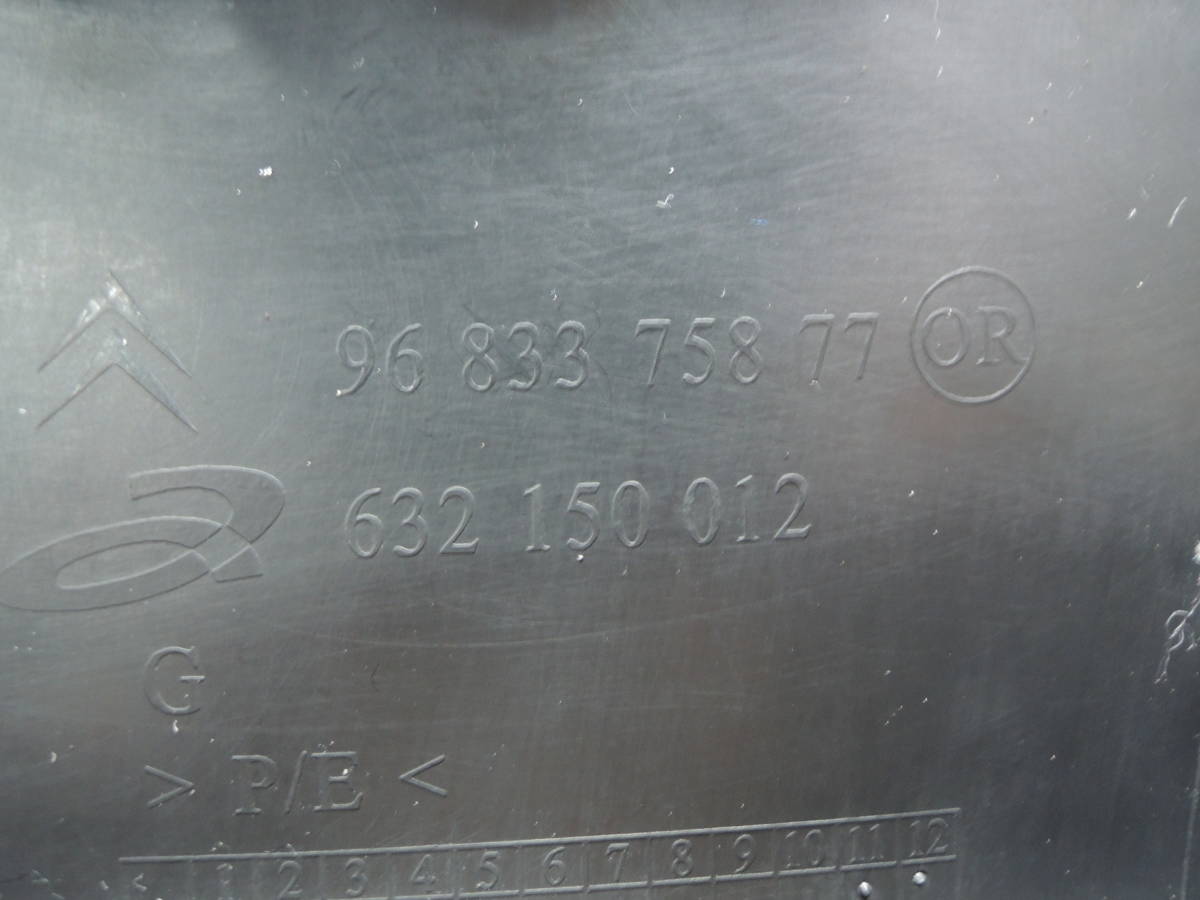 96 833 758 77 OR
632 150 012
G
> P/E <
1 2 3 4 5 6 7 8 9 10 11 12